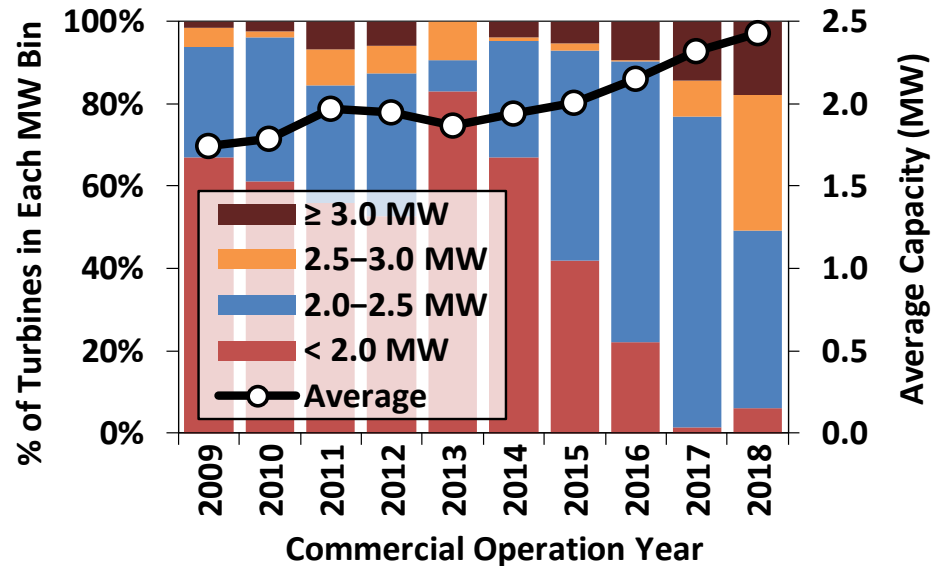 % of Turbines in Each MW Bin
100%
80%
60%
40%
20%
0%
≥ 3.0 MW
2.5–3.0 MW
2.0–2.5 MW
< 2.0 MW
Average
2.5
2.0
1.5
1.0
0.5
0.0
Average Capacity (MW)
2009
2010
2011
2012
2013
2014
2015
2016
2017
2018
Commercial Operation Year